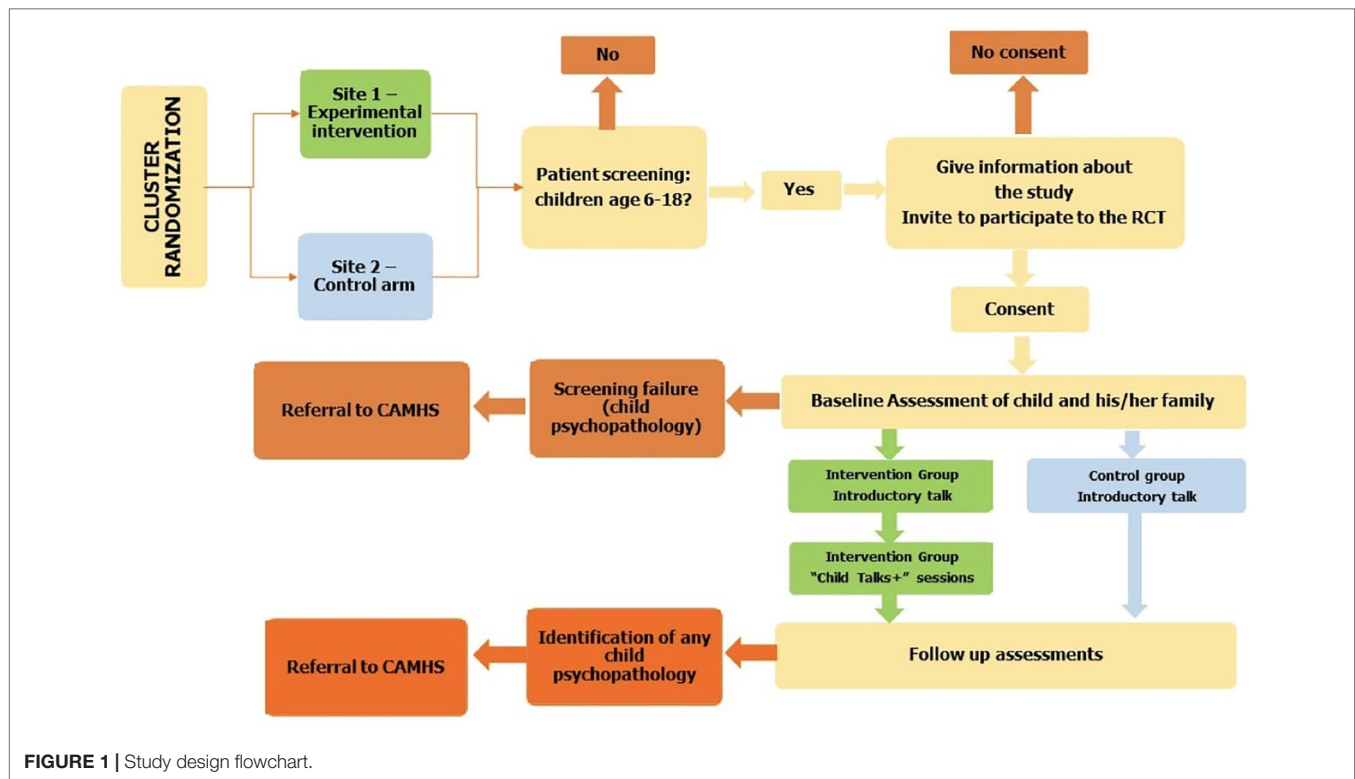 CLUSTER
RANDOMIZATION
Site 1 –
Experimental
intervention
Site 2 –
Control arm
No
Patient screening:
children age 6-18?
Yes
No consent
Give information about
the study
Invite to participate to the RCT
Consent
Baseline Assessment of child and his/her family
Screening failure
(child
psychopathology)
Referral to CAMHS
Intervention Group
Introductory talk
Control group
Introductory talk
Intervention Group
"Child Talks+" sessions
Follow up assessments
Identification of any
child
psychopathology
Referral to CAMHS
FIGURE 1 | Study design flowchart.